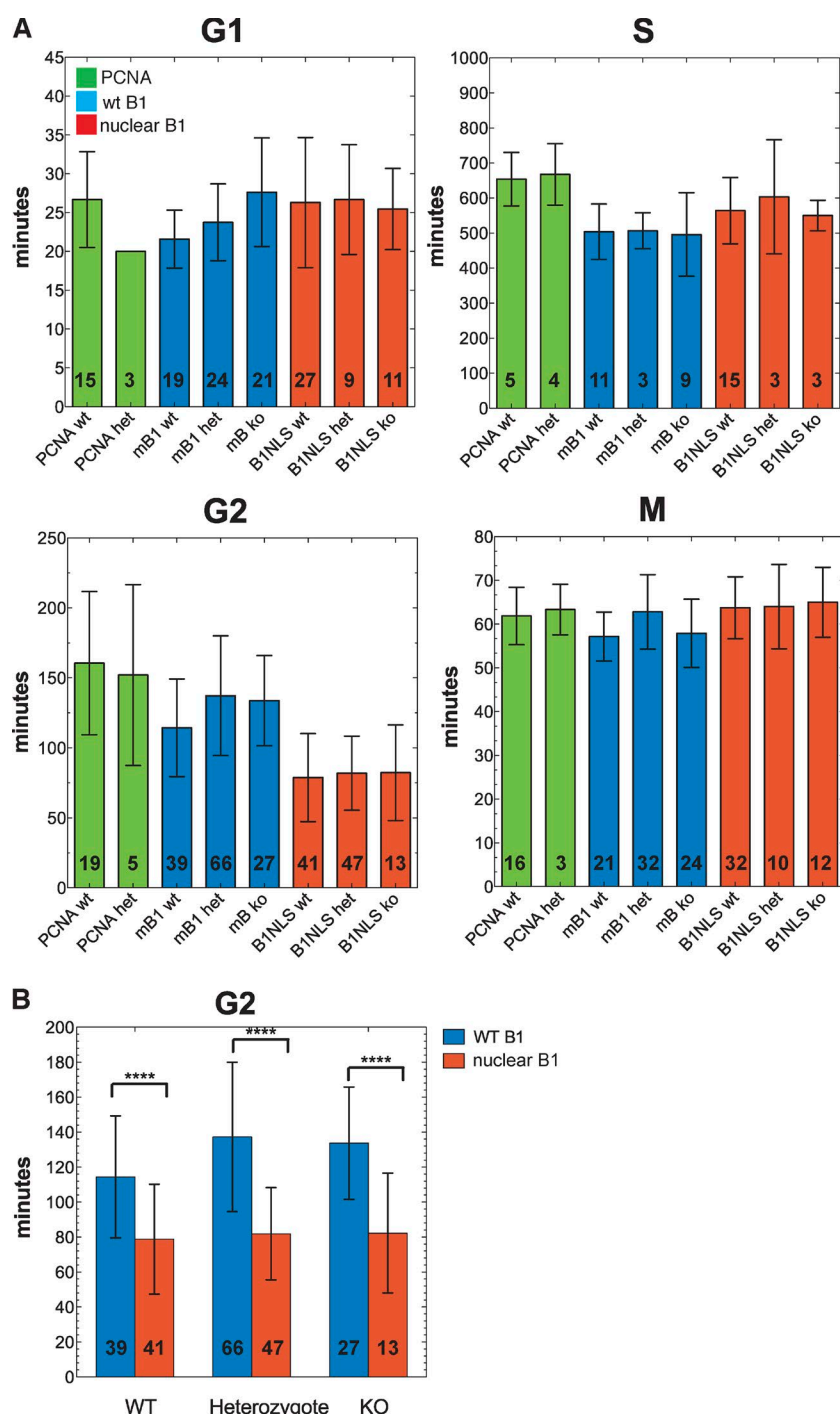 A
G1
PCNA
wt B1
nuclear B1
minutes
45
40
35
30
25
20
15
10
5
0
15 3 19 24 21 27 9 11
PCNA wt PCNA het mB1 wt mB1 het mB ko B1NLS wt B1NLS het B1NLS ko
S
minutes
1000
900
800
700
600
500
400
300
200
100
0
5 4 11 3 9 15 3 3
PCNA wt PCNA het mB1 wt mB1 het mB ko B1NLS wt B1NLS het B1NLS ko
G2
minutes
250
200
150
100
50
0
19 5 39 66 27 41 47 13
PCNA wt PCNA het mB1 wt mB1 het mB ko B1NLS wt B1NLS het B1NLS ko
M
minutes
80
70
60
50
40
30
20
10
0
16 3 21 32 24 32 10 12
PCNA wt PCNA het mB1 wt mB1 het mB ko B1NLS wt B1NLS het B1NLS ko
B
G2
WT B1
nuclear B1
minutes
200
180
160
140
120
100
80
60
40
20
0
**** **** ****
39 41 66 47 27 13
WT Heterozygote KO